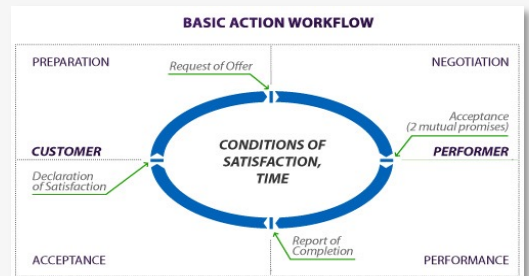 BASIC ACTION WORKFLOW
PREPARATION
NEGOTIATION
Request of Offer
Acceptance
(2 mutual promises)
CUSTOMER
CONDITIONS OF
SATISFACTION,
TIME
PERFORMER
Declaration
of Satisfaction
Report of
Completion
ACCEPTANCE
PERFORMANCE